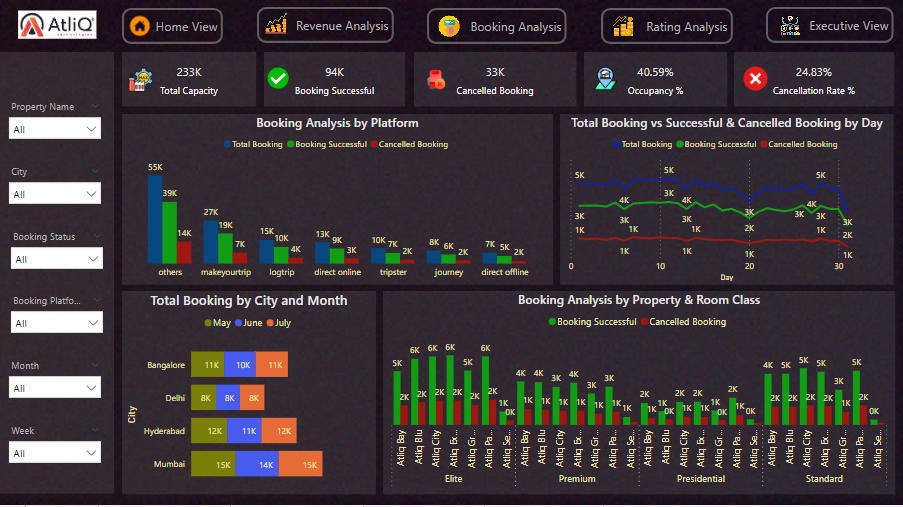 AtliQ
technologies
Home View
Revenue Analysis
Booking Analysis
Rating Analysis
Executive View
233K
Total Capacity
94K
Booking Successful
33K
Cancelled Booking
40.59%
Occupancy %
24.83%
Cancellation Rate %
Property Name
All
City
All
Booking Status
All
Booking Platfo...
All
Month
All
Week
All
Booking Analysis by Platform
Total Booking Booking Successful Cancelled Booking
55K 39K 14K
27K 19K 7K
15K 10K 4K
13K 9K 3K
10K 7K 2K
8K 6K 2K
7K 5K 2K
others makeyourtrip logtrip direct online tripster journey direct offline
Total Booking vs Successful & Cancelled Booking by Day
Total Booking Booking Successful Cancelled Booking
5K 5K 5K 5K
4K 4K 4K 4K
3K 3K 3K 3K 3K 3K
2K 2K
1K 1K 1K 1K 1K
0 10 20 30
Day
Total Booking by City and Month
May June July
City
Bangalore 11K 10K 11K
Delhi 8K 8K 8K
Hyderabad 12K 11K 12K
Mumbai 15K 14K 15K
Booking Analysis by Property & Room Class
Booking Successful Cancelled Booking
5K 2K 6K 2K 6K 2K 6K 2K 5K 2K 6K 2K 1K 0K
4K 1K 4K 1K 3K 1K 4K 1K 3K 1K 3K 1K 1K
2K 1K 2K 0K 2K 1K 2K 1K 1K 0K 2K 1K 0K
4K 2K 4K 2K 5K 2K 5K 2K 3K 1K 5K 2K 0K
Atliq Bay Atliq Blu Atliq City Atliq Ex... Atliq Gr... Atliq Pa... Atliq Se...
Atliq Bay Atliq Blu Atliq City Atliq Ex... Atliq Gr... Atliq Pa... Atliq Se...
Atliq Bay Atliq Blu Atliq City Atliq Ex... Atliq Gr... Atliq Pa... Atliq Se...
Atliq Bay Atliq Blu Atliq City Atliq Ex... Atliq Gr... Atliq Pa... Atliq Se...
Elite Premium Presidential Standard